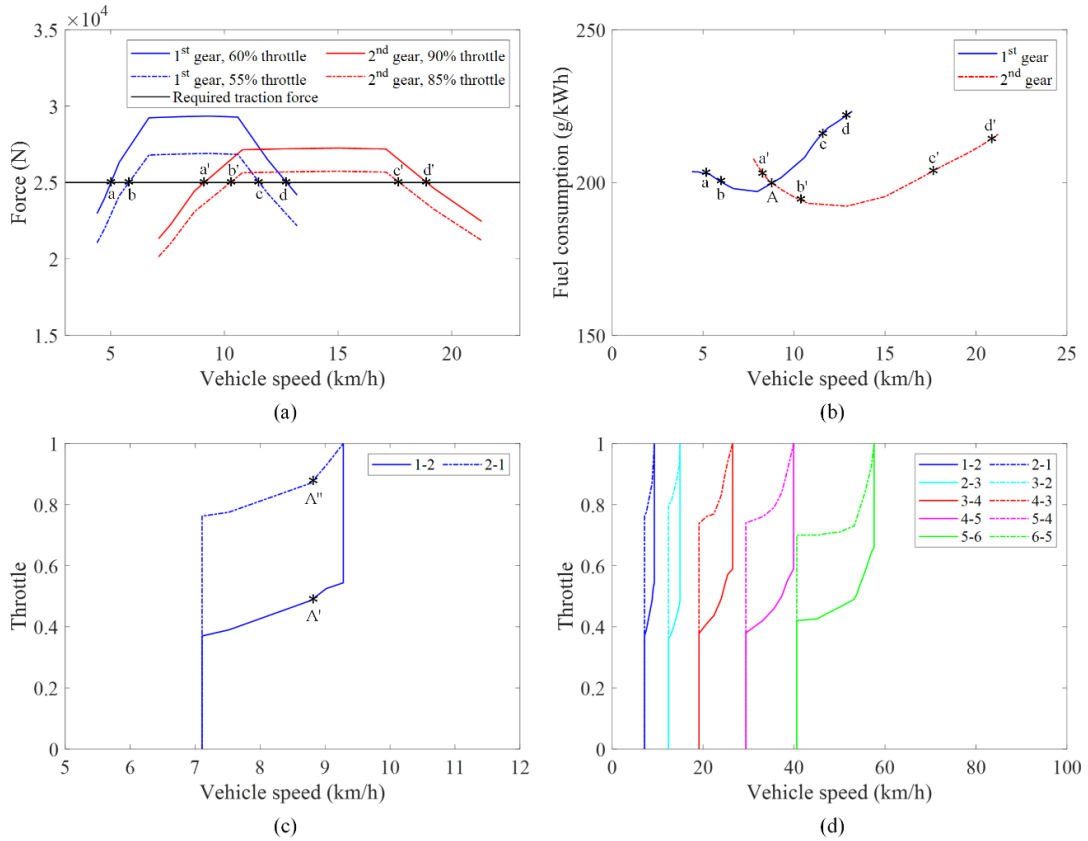 ×10⁴
3.5
3
2.5
2
1.5
Force (N)
1st gear, 60% throttle
2nd gear, 90% throttle
1st gear, 55% throttle
2nd gear, 85% throttle
Required traction force
a
b
a'
b'
c
d
c'
d'
5
10
15
20
Vehicle speed (km/h)
(a)
250
200
150
Fuel consumption (g/kWh)
1st gear
2nd gear
a
b
a'
A
b'
c
d
c'
d'
0
5
10
15
20
25
Vehicle speed (km/h)
(b)
1
0.8
0.6
0.4
0.2
0
Throttle
1-2
2-1
A''
A'
5
6
7
8
9
10
11
12
Vehicle speed (km/h)
(c)
1
0.8
0.6
0.4
0.2
0
Throttle
1-2
2-1
2-3
3-2
3-4
4-3
4-5
5-4
5-6
6-5
0
20
40
60
80
100
Vehicle speed (km/h)
(d)